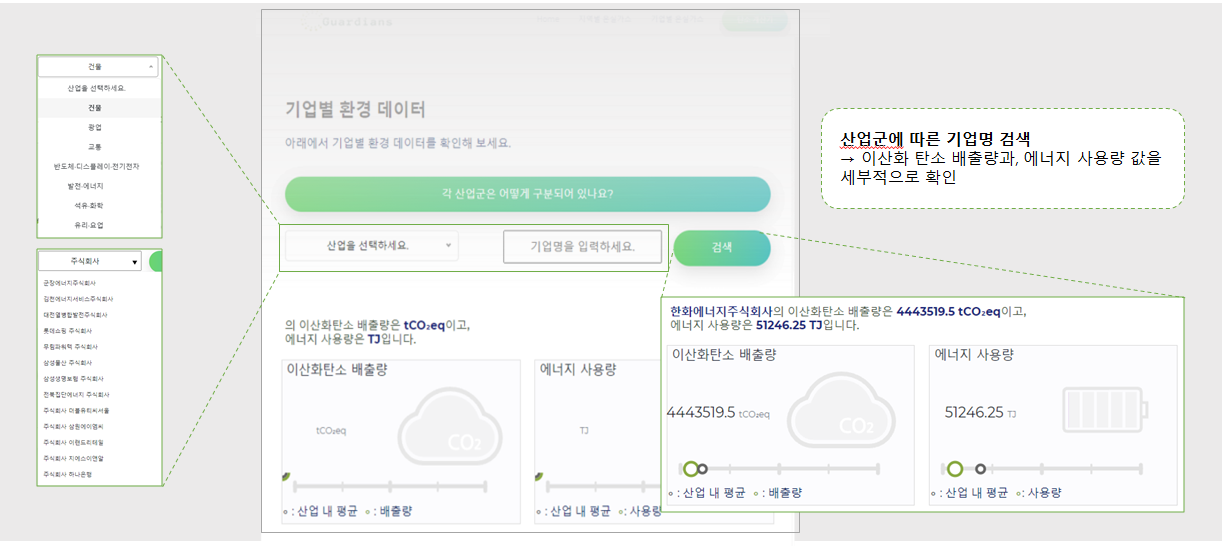 Guardians
Home
건물
산업을 선택하세요.
건물
광업
교통
반도체·디스플레이·전기전자
발전·에너지
석유·화학
유리·요업
주식회사
군장에너지주식회사
김천에너지서비스주식회사
대전열병합발전주식회사
롯데쇼핑 주식회사
무림파워텍 주식회사
삼성물산 주식회사
삼성생명보험 주식회사
전북집단에너지 주식회사
주식회사 더블유티씨서울
주식회사 삼원에이엠씨
주식회사 이랜드리테일
주식회사 지에스이앤알
주식회사 하나은행
기업별 환경 데이터
아래에서 기업별 환경 데이터를 확인해 보세요.
각 산업군은 어떻게 구분되어 있나요?
산업을 선택하세요.
기업명을 입력하세요.
검색
의 이산화탄소 배출량은 tCO₂eq이고,
에너지 사용량은 TJ입니다.
이산화탄소 배출량
CO₂
tCO₂eq
: 산업 내 평균 : 배출량
에너지 사용량
TJ
: 산업 내 평균 : 사용량
산업군에 따른 기업명 검색
→ 이산화 탄소 배출량과, 에너지 사용량 값을
세부적으로 확인
한화에너지주식회사의 이산화탄소 배출량은 4443519.5 tCO₂eq이고,
에너지 사용량은 51246.25 TJ입니다.
이산화탄소 배출량
4443519.5 tCO₂eq
CO₂
: 산업 내 평균 : 배출량
에너지 사용량
51246.25 TJ
: 산업 내 평균 : 사용량